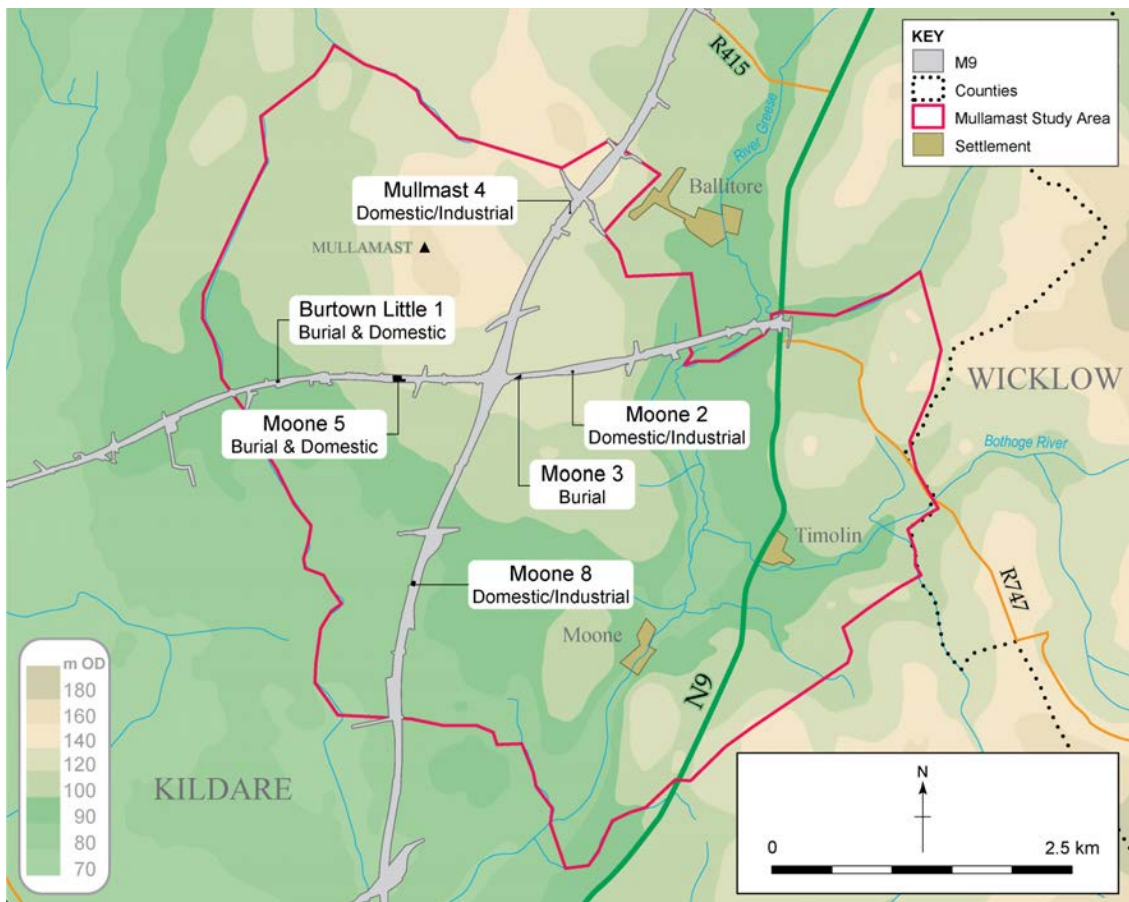 R415
KEY
M9
Counties
Mullamast Study Area
Settlement
River Greese
Ballitore
Mullmast 4
Domestic/Industrial
MULLAMAST
Burtown Little 1
Burial & Domestic
WICKLOW
Moone 5
Burial & Domestic
Moone 2
Domestic/Industrial
Bothoge River
Moone 3
Burial
Timolin
Moone 8
Domestic/Industrial
R747
Moone
N9
m OD
180
160
140
120
100
90
80
70
KILDARE
N
0 2.5 km